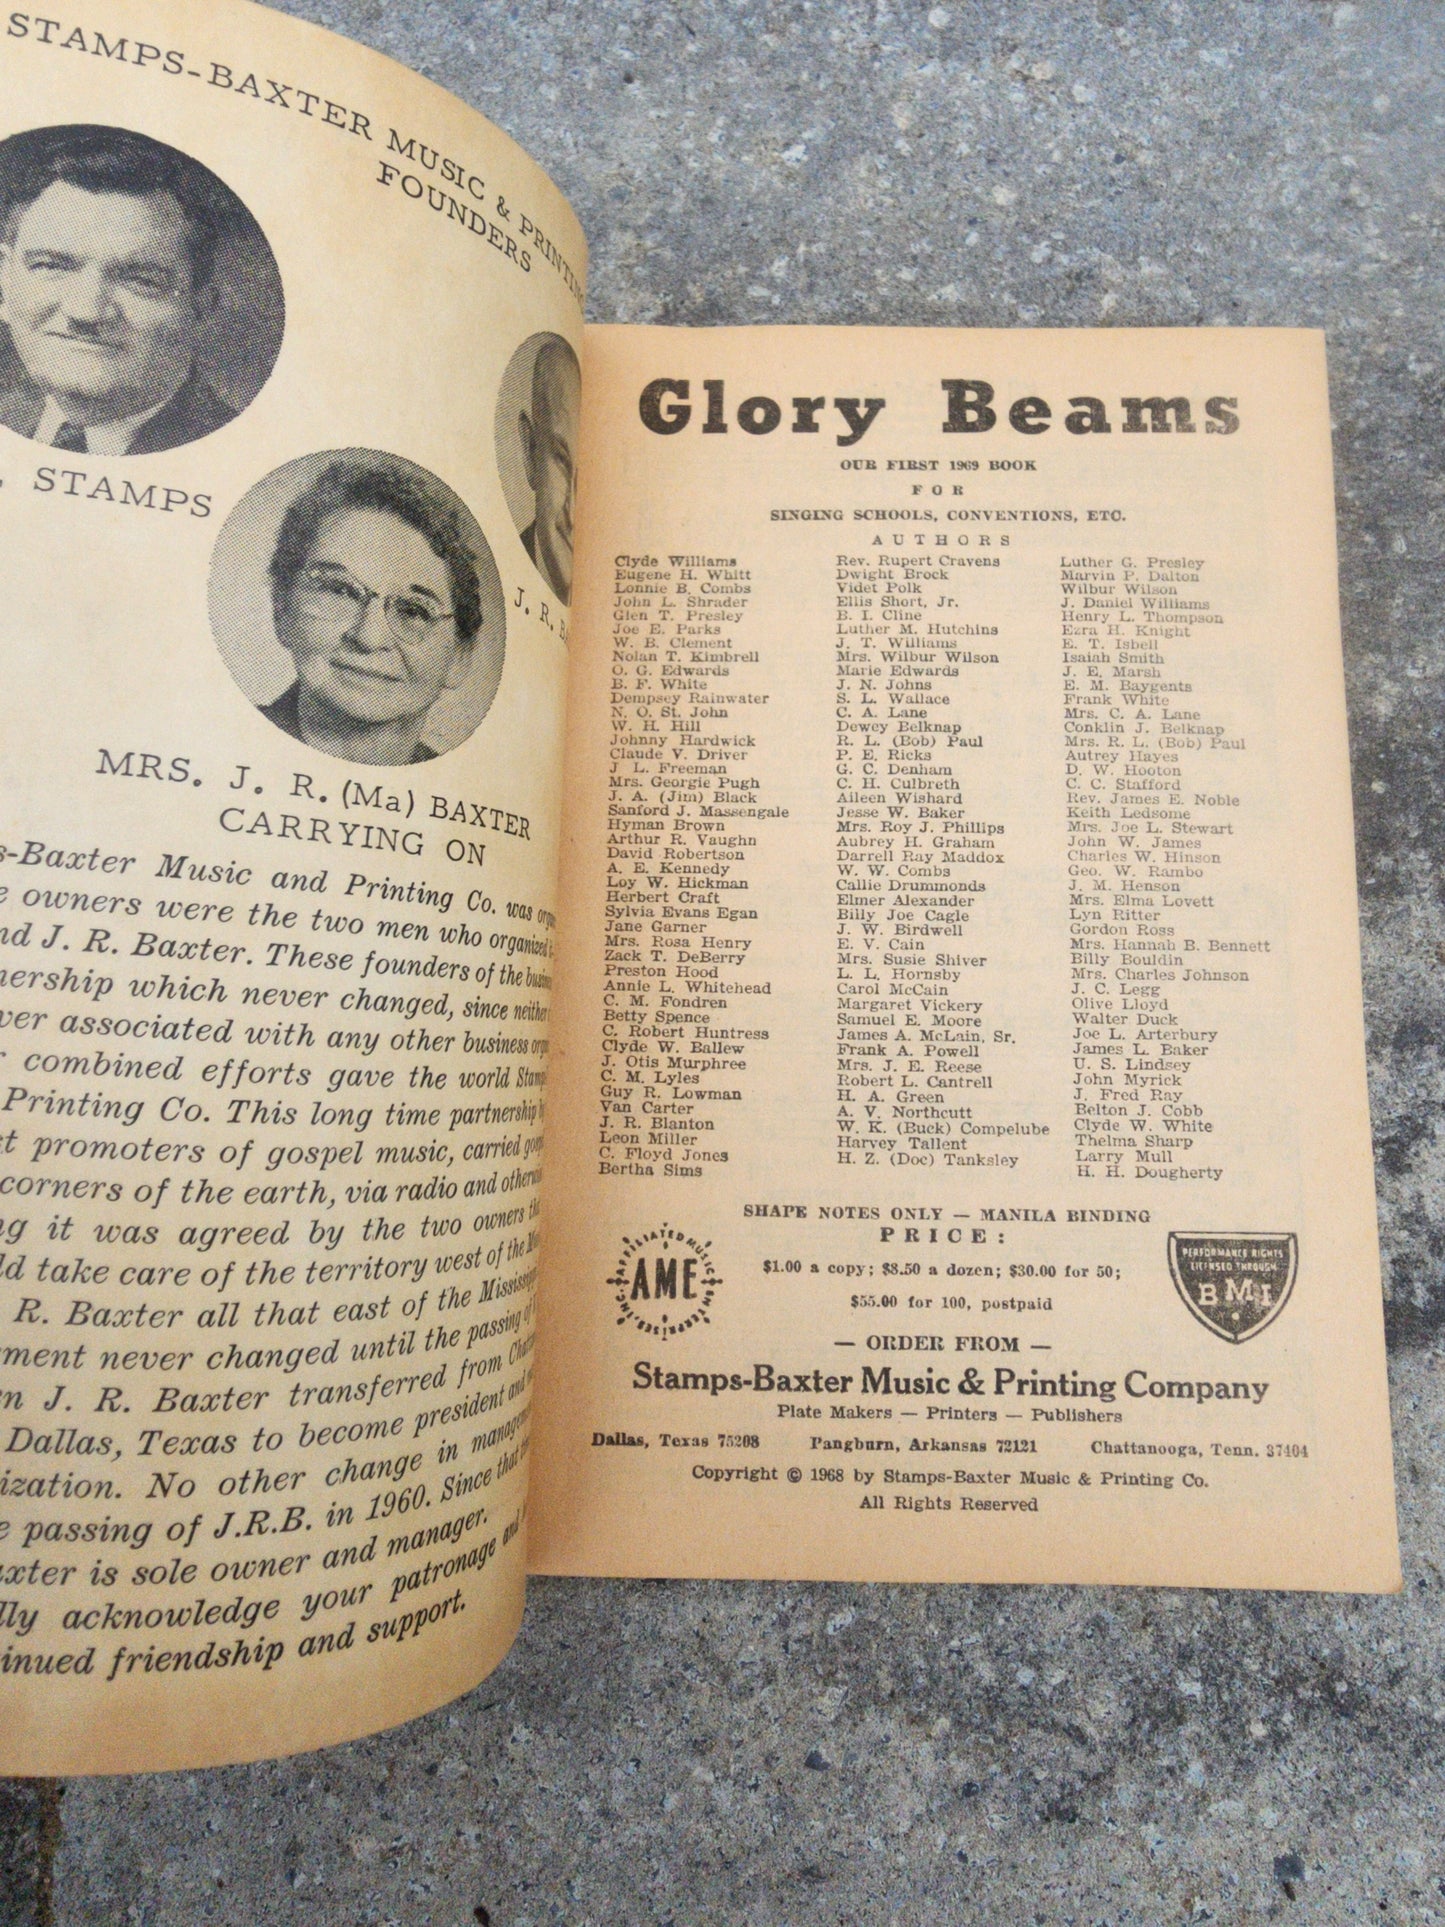 STAMPS-BAXTER MUSIC & PRINTING
FOUNDERS
STAMPS
J. R.
MRS. J. R. (Ma) BAXTER
CARRYING ON
s-Baxter Music and Printing Co. was
owners were the two men who organized
nd J. R. Baxter. These founders of the
nership which never changed, since neither
ver associated with any other business
combined efforts gave the world
Printing Co. This long time partnership
t promoters of gospel music, carried
corners of the earth, via radio and
ng it was agreed by the two owners
ld take care of the territory west of the
R. Baxter all that east of the
ment never changed until the passing of
n J. R. Baxter transferred from
Dallas, Texas to become president and
ization. No other change in
e passing of J.R.B. in 1960. Since that
axter is sole owner and manager.
lly acknowledge your patronage and
inued friendship and support.
Glory Beams
OUR FIRST 1969 BOOK
FOR
SINGING SCHOOLS, CONVENTIONS, ETC.
AUTHORS
Clyde Williams
Eugene H. Whitt
Lonnie B. Combs
John L. Shrader
Glen T. Presley
Joe E. Parks
W. B. Clement
Nolan T. Kimbrell
O. G. Edwards
B. F. White
Dempsey Rainwater
N. O. St. John
W. H. Hill
Johnny Hardwick
Claude V. Driver
J L. Freeman
Mrs. Georgie Pugh
J. A. (Jim) Black
Sanford J. Massengale
Hyman Brown
Arthur R. Vaughn
David Robertson
A. E. Kennedy
Loy W. Hickman
Herbert Craft
Sylvia Evans Egan
Jane Garner
Mrs. Rosa Henry
Zack T. DeBerry
Preston Hood
Annie L. Whitehead
C. M. Fondren
Betty Spence
C. Robert Huntress
Clyde W. Ballew
J. Otis Murphree
C. M. Lyles
Guy R. Lowman
Van Carter
J. R. Blanton
Leon Miller
C. Floyd Jones
Bertha Sims
Rev. Rupert Cravens
Dwight Brock
Videt Polk
Ellis Short, Jr.
B. I. Cline
Luther M. Hutchins
J. T. Williams
Mrs. Wilbur Wilson
Marie Edwards
J. N. Johns
S. L. Wallace
C. A. Lane
Dewey Belknap
R. L. (Bob) Paul
P. E. Ricks
G. C. Denham
C. H. Culbreth
Aileen Wishard
Jesse W. Baker
Mrs. Roy J. Phillips
Aubrey H. Graham
Darrell Ray Maddox
W. W. Combs
Callie Drummonds
Elmer Alexander
Billy Joe Cagle
J. W. Birdwell
E. V. Cain
Mrs. Susie Shiver
L. L. Hornsby
Carol McCain
Margaret Vickery
Samuel E. Moore
James A. McLain, Sr.
Frank A. Powell
Mrs. J. E. Reese
Robert L. Cantrell
H. A. Green
A. V. Northcutt
W. K. (Buck) Compelube
Harvey Tallent
H. Z. (Doc) Tanksley
Luther G. Presley
Marvin P. Dalton
Wilbur Wilson
J. Daniel Williams
Henry L. Thompson
Ezra H. Knight
E. T. Isbell
Isaiah Smith
J. E. Marsh
E. M. Baygents
Frank White
Mrs. C. A. Lane
Conklin J. Belknap
Mrs. R. L. (Bob) Paul
Autrey Hayes
D. W. Hooton
C. C. Stafford
Rev. James E. Noble
Keith Ledsome
Mrs. Joe L. Stewart
John W. James
Charles W. Hinson
Geo. W. Rambo
J. M. Henson
Mrs. Elma Lovett
Lyn Ritter
Gordon Ross
Mrs. Hannah B. Bennett
Billy Bouldin
Mrs. Charles Johnson
J. C. Legg
Olive Lloyd
Walter Duck
Joe L. Arterbury
James L. Baker
U. S. Lindsey
John Myrick
J. Fred Ray
Belton J. Cobb
Clyde W. White
Thelma Sharp
Larry Mull
H. H. Dougherty
SHAPE NOTES ONLY — MANILA BINDING
PRICE:
$1.00 a copy; $8.50 a dozen; $30.00 for 50;
$55.00 for 100, postpaid
AFFILIATED MUSIC ENTERPRISES INC.
AME
PERFORMANCE RIGHTS
LICENSED THROUGH
BMI
— ORDER FROM —
Stamps-Baxter Music & Printing Company
Plate Makers — Printers — Publishers
Dallas, Texas 75208 Pangburn, Arkansas 72121 Chattanooga, Tenn. 37404
Copyright © 1968 by Stamps-Baxter Music & Printing Co.
All Rights Reserved